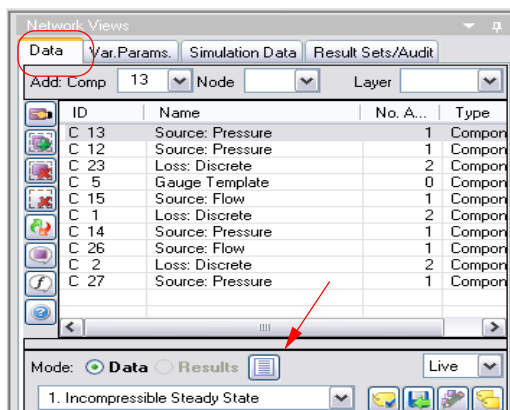 Network Views
Data Var.Params. Simulation Data Result Sets/Audit
Add: Comp 13 Node Layer
ID Name No. A... Type
C 13 Source: Pressure 1 Compon
C 12 Source: Pressure 1 Compon
C 23 Loss: Discrete 2 Compon
C 5 Gauge Template 0 Compon
C 15 Source: Flow 1 Compon
C 1 Loss: Discrete 2 Compon
C 14 Source: Pressure 1 Compon
C 26 Source: Flow 1 Compon
C 2 Loss: Discrete 2 Compon
C 27 Source: Pressure 1 Compon
Mode: Data Results Live
1. Incompressible Steady State